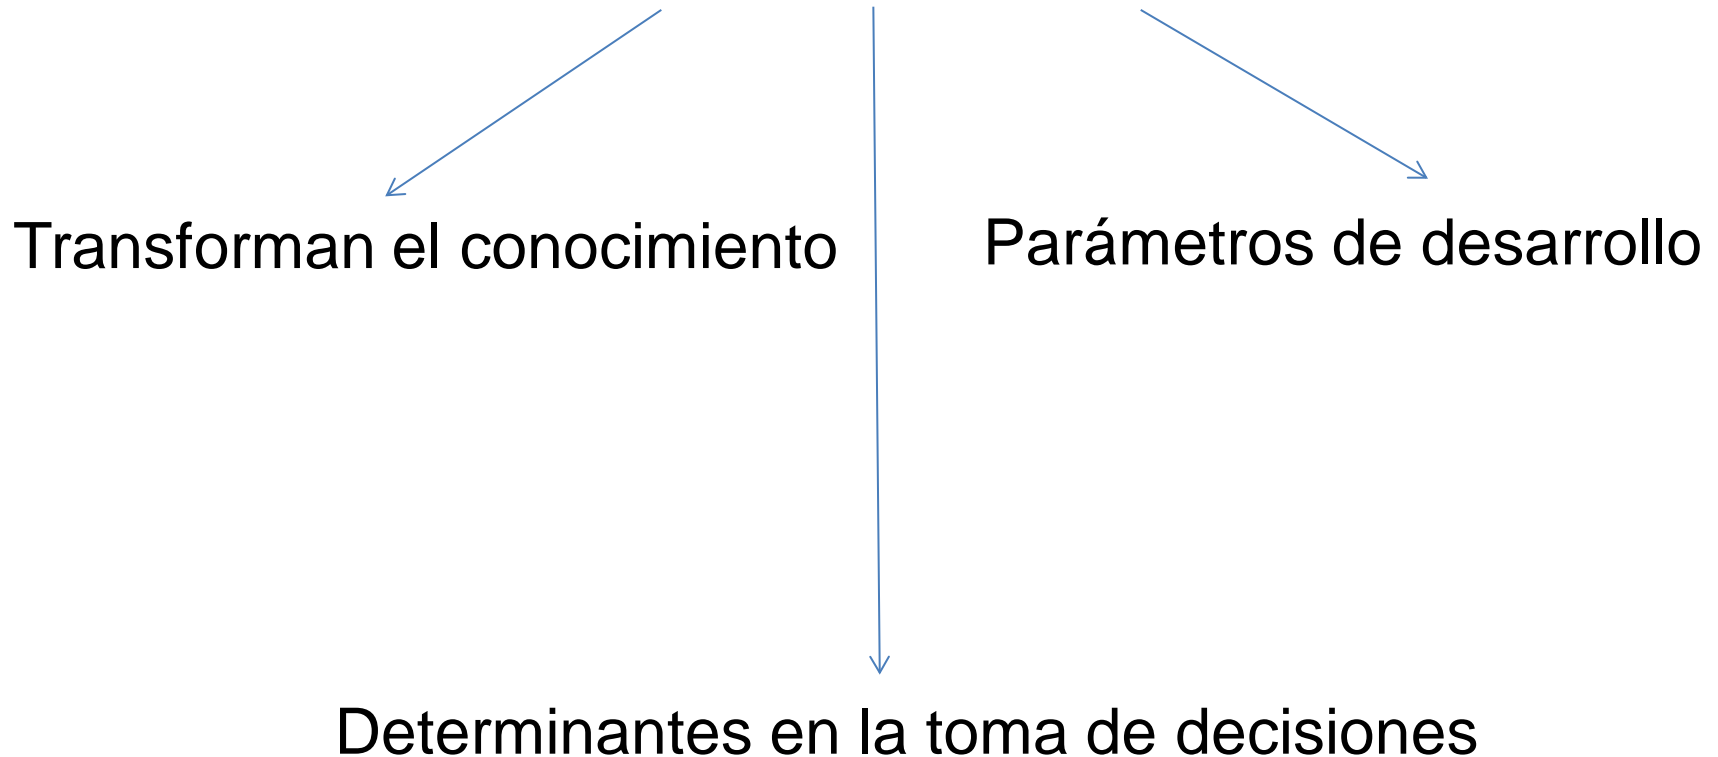 Transforman el conocimiento
Parámetros de desarrollo
Determinantes en la toma de decisiones